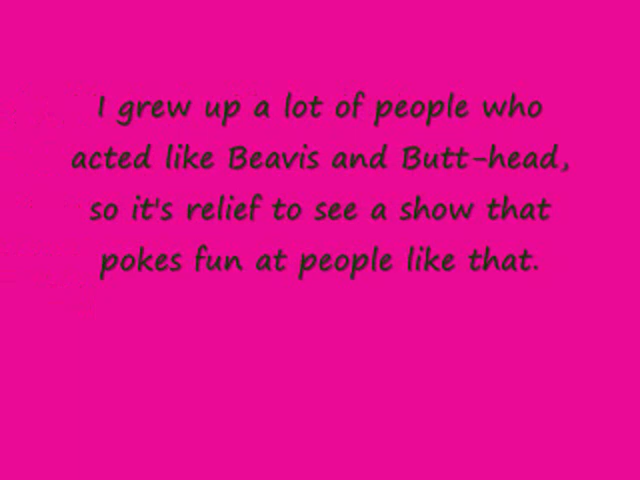 I grew up a lot of people who
acted like Beavis and Butt-head,
so it's relief to see a show that
pokes fun at people like that.